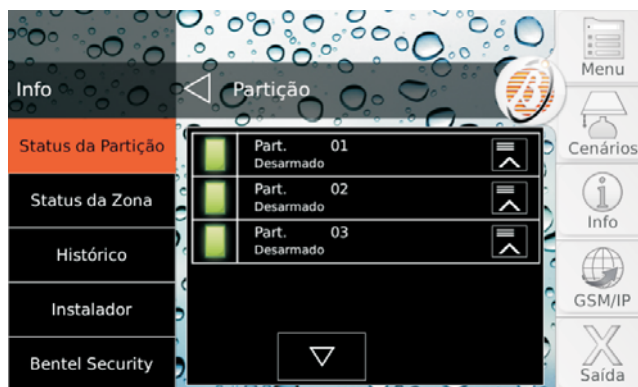 Info
Partição
Status da Partição
Status da Zona
Histórico
Instalador
Bentel Security
Part. 01
Desarmado
Part. 02
Desarmado
Part. 03
Desarmado
Menu
Cenários
Info
GSM/IP
Saída